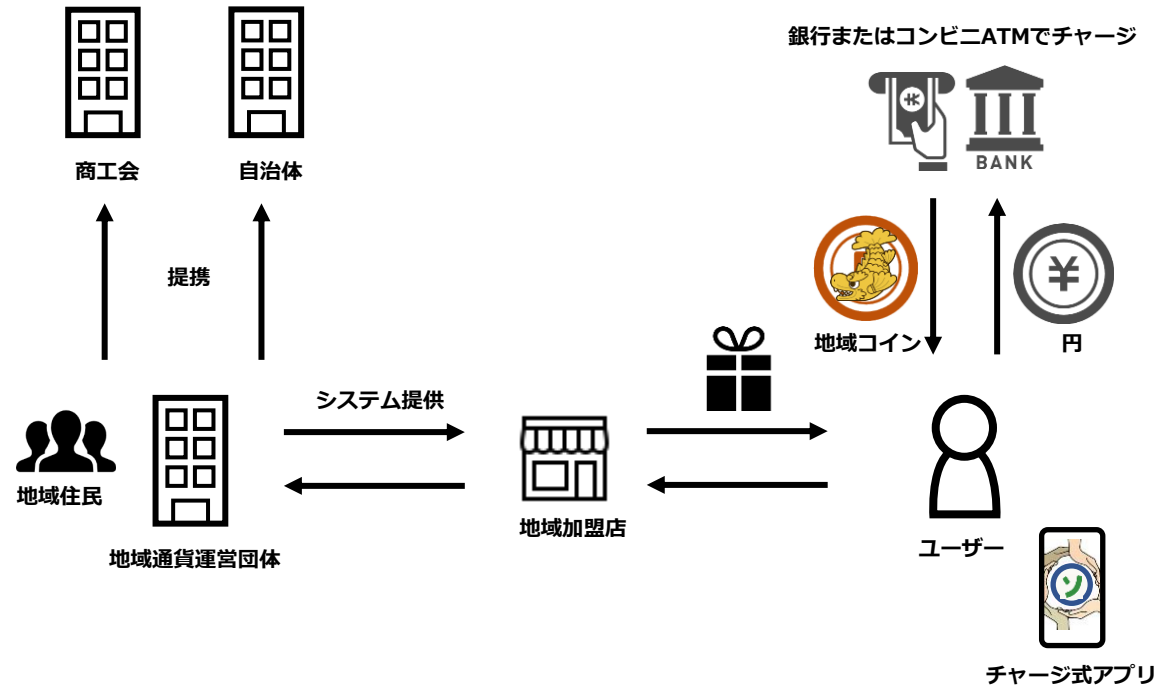 銀行またはコンビニATMでチャージ
BANK
商工会
自治体
提携
地域コイン
¥
円
システム提供
地域住民
地域通貨運営団体
地域加盟店
ユーザー
ソ
チャージ式アプリ